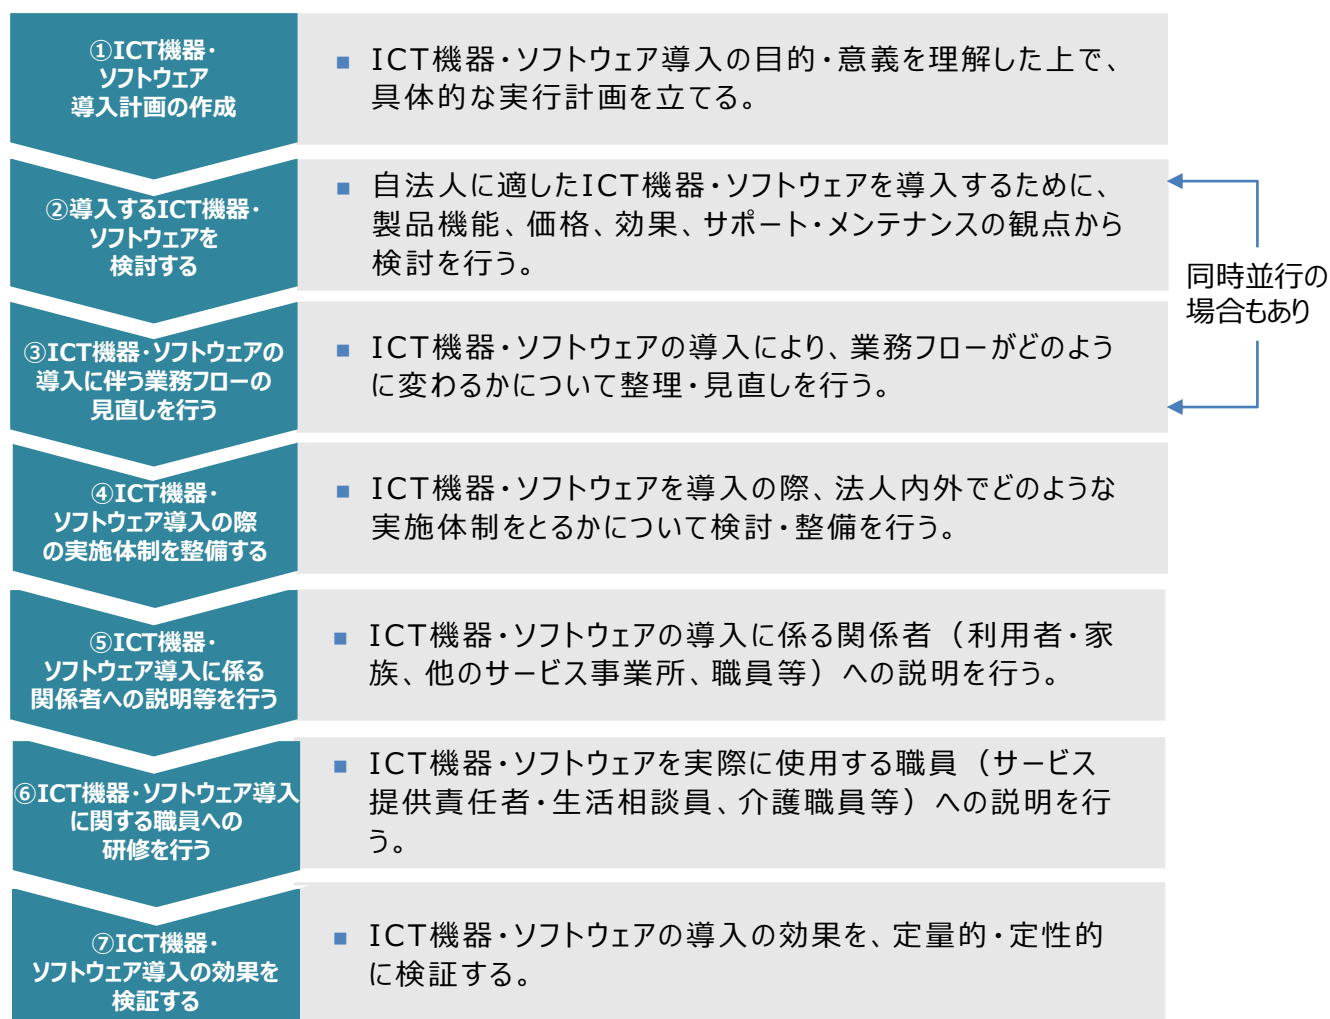 ①ICT機器・
ソフトウェア
導入計画の作成
■ ICT機器・ソフトウェア導入の目的・意義を理解した上で、
具体的な実行計画を立てる。
②導入するICT機器・
ソフトウェアを
検討する
■ 自法人に適したICT機器・ソフトウェアを導入するために、
製品機能、価格、効果、サポート・メンテナンスの観点から
検討を行う。
同時並行の
場合もあり
③ICT機器・ソフトウェアの
導入に伴う業務フローの
見直しを行う
■ ICT機器・ソフトウェアの導入により、業務フローがどのよう
に変わるかについて整理・見直しを行う。
④ICT機器・
ソフトウェア導入の際
の実施体制を整備する
■ ICT機器・ソフトウェアを導入の際、法人内外でどのような
実施体制をとるかについて検討・整備を行う。
⑤ICT機器・
ソフトウェア導入に係る
関係者への説明等を行う
■ ICT機器・ソフトウェアの導入に係る関係者（利用者・家
族、他のサービス事業所、職員等）への説明を行う。
⑥ICT機器・ソフトウェア導入
に関する職員への
研修を行う
■ ICT機器・ソフトウェアを実際に使用する職員（サービス
提供責任者・生活相談員、介護職員等）への説明を行
う。
⑦ICT機器・
ソフトウェア導入の効果を
検証する
■ ICT機器・ソフトウェアの導入の効果を、定量的・定性的
に検証する。